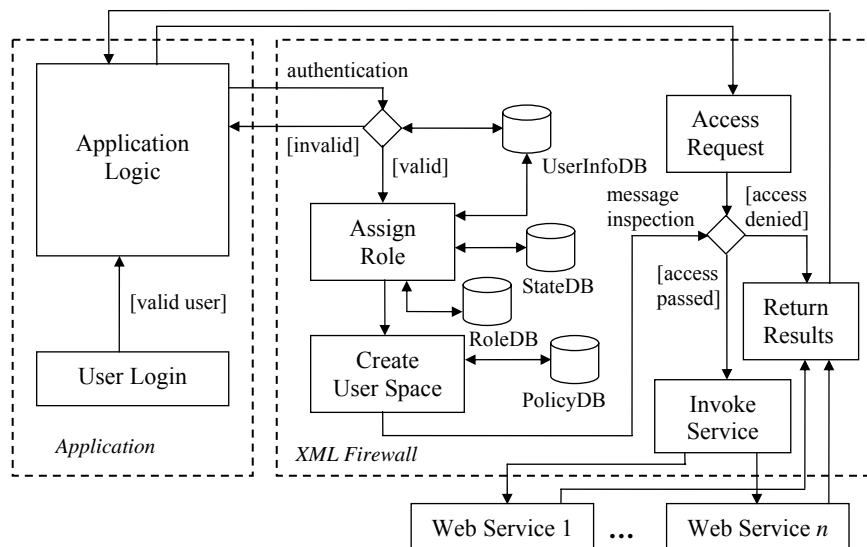 authentication
Application
Logic
[invalid]
[valid]
UserInfoDB
Access
Request
message
inspection
[access
denied]
Assign
Role
StateDB
[access
passed]
[valid user]
RoleDB
Return
Results
User Login
Create
User Space
PolicyDB
Invoke
Service
Application
XML Firewall
Web Service 1
...
Web Service n